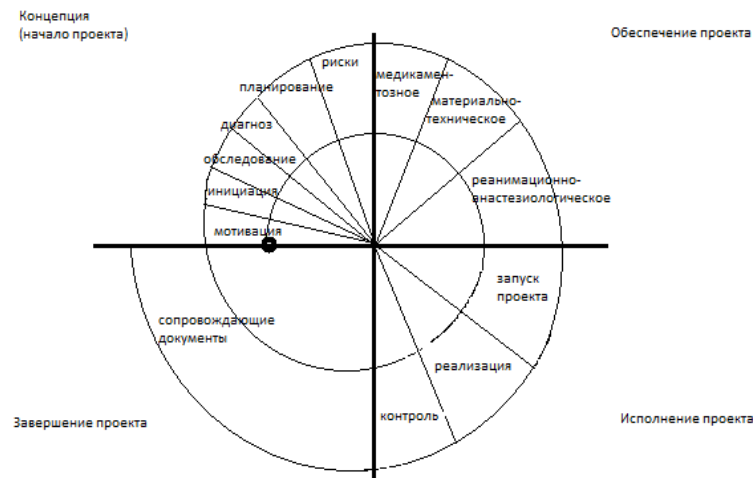 Концепция
(начало проекта)
Обеспечение проекта
риски
медикамен-
тозное
планирование
материально-
техническое
диагноз
обследование
реанимационно-
анастезиологическое
инициация
мотивация
запуск
проекта
сопровождающие
документы
реализация
контроль
Завершение проекта
Исполнение проекта